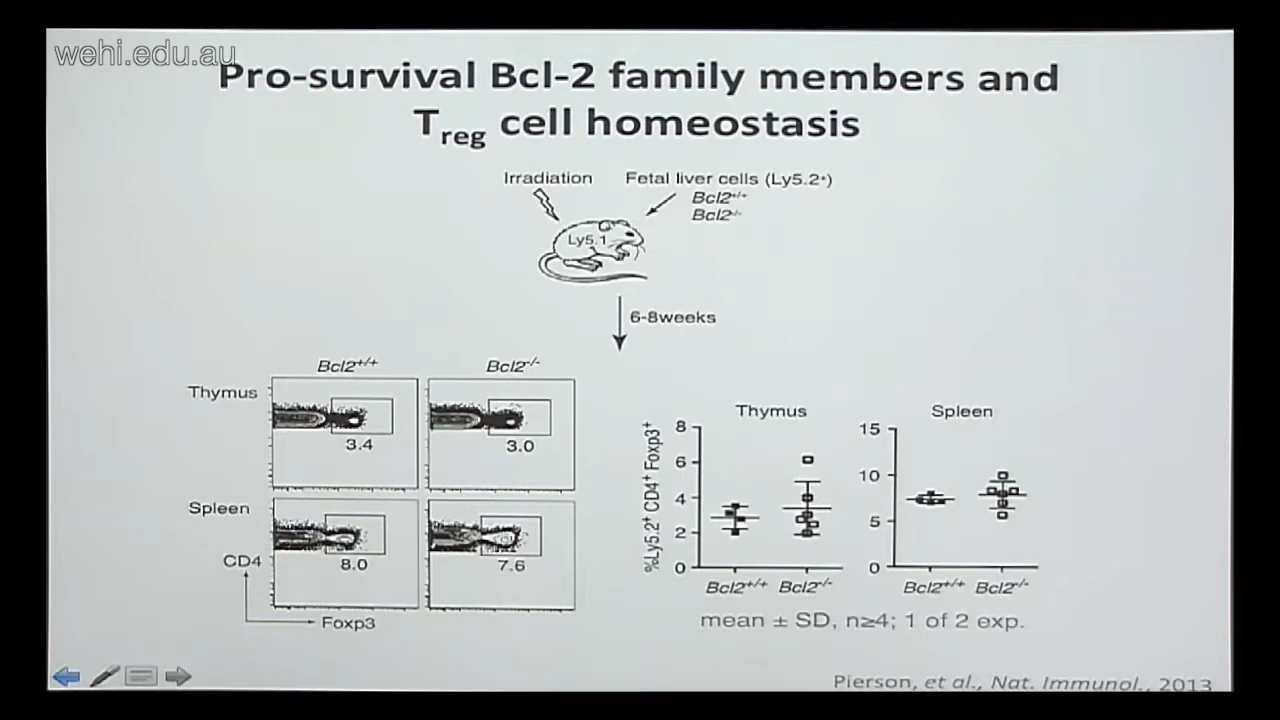 wehi.edu.au
Pro-survival Bcl-2 family members and
Treg cell homeostasis
Irradiation
Fetal liver cells (Ly5.2⁺)
Bcl2⁺/⁺
Bcl2⁻/⁻
Ly5.1
6-8weeks
Bcl2⁺/⁺
Bcl2⁻/⁻
Thymus
3.4
3.0
Spleen
8.0
7.6
CD4
Foxp3
Thymus
Spleen
%Ly5.2⁺ CD4⁺ Foxp3⁺
8
6
4
2
0
15
10
5
0
Bcl2⁺/⁺ Bcl2⁻/⁻
Bcl2⁺/⁺ Bcl2⁻/⁻
mean ± SD, n≥4; 1 of 2 exp.
Pierson, et al., Nat. Immunol., 2013